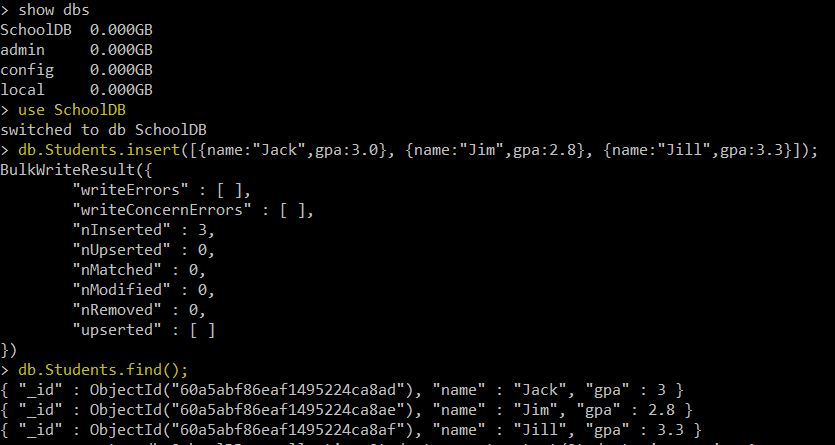 > show dbs
SchoolDB  0.000GB
admin     0.000GB
config    0.000GB
local     0.000GB
> use SchoolDB
switched to db SchoolDB
> db.Students.insert([{name:"Jack",gpa:3.0}, {name:"Jim",gpa:2.8}, {name:"Jill",gpa:3.3}]);
BulkWriteResult({
        "writeErrors" : [ ],
        "writeConcernErrors" : [ ],
        "nInserted" : 3,
        "nUpserted" : 0,
        "nMatched" : 0,
        "nModified" : 0,
        "nRemoved" : 0,
        "upserted" : [ ]
})
> db.Students.find();
{ "_id" : ObjectId("60a5abf86eaf1495224ca8ad"), "name" : "Jack", "gpa" : 3 }
{ "_id" : ObjectId("60a5abf86eaf1495224ca8ae"), "name" : "Jim", "gpa" : 2.8 }
{ "_id" : ObjectId("60a5abf86eaf1495224ca8af"), "name" : "Jill", "gpa" : 3.3 }